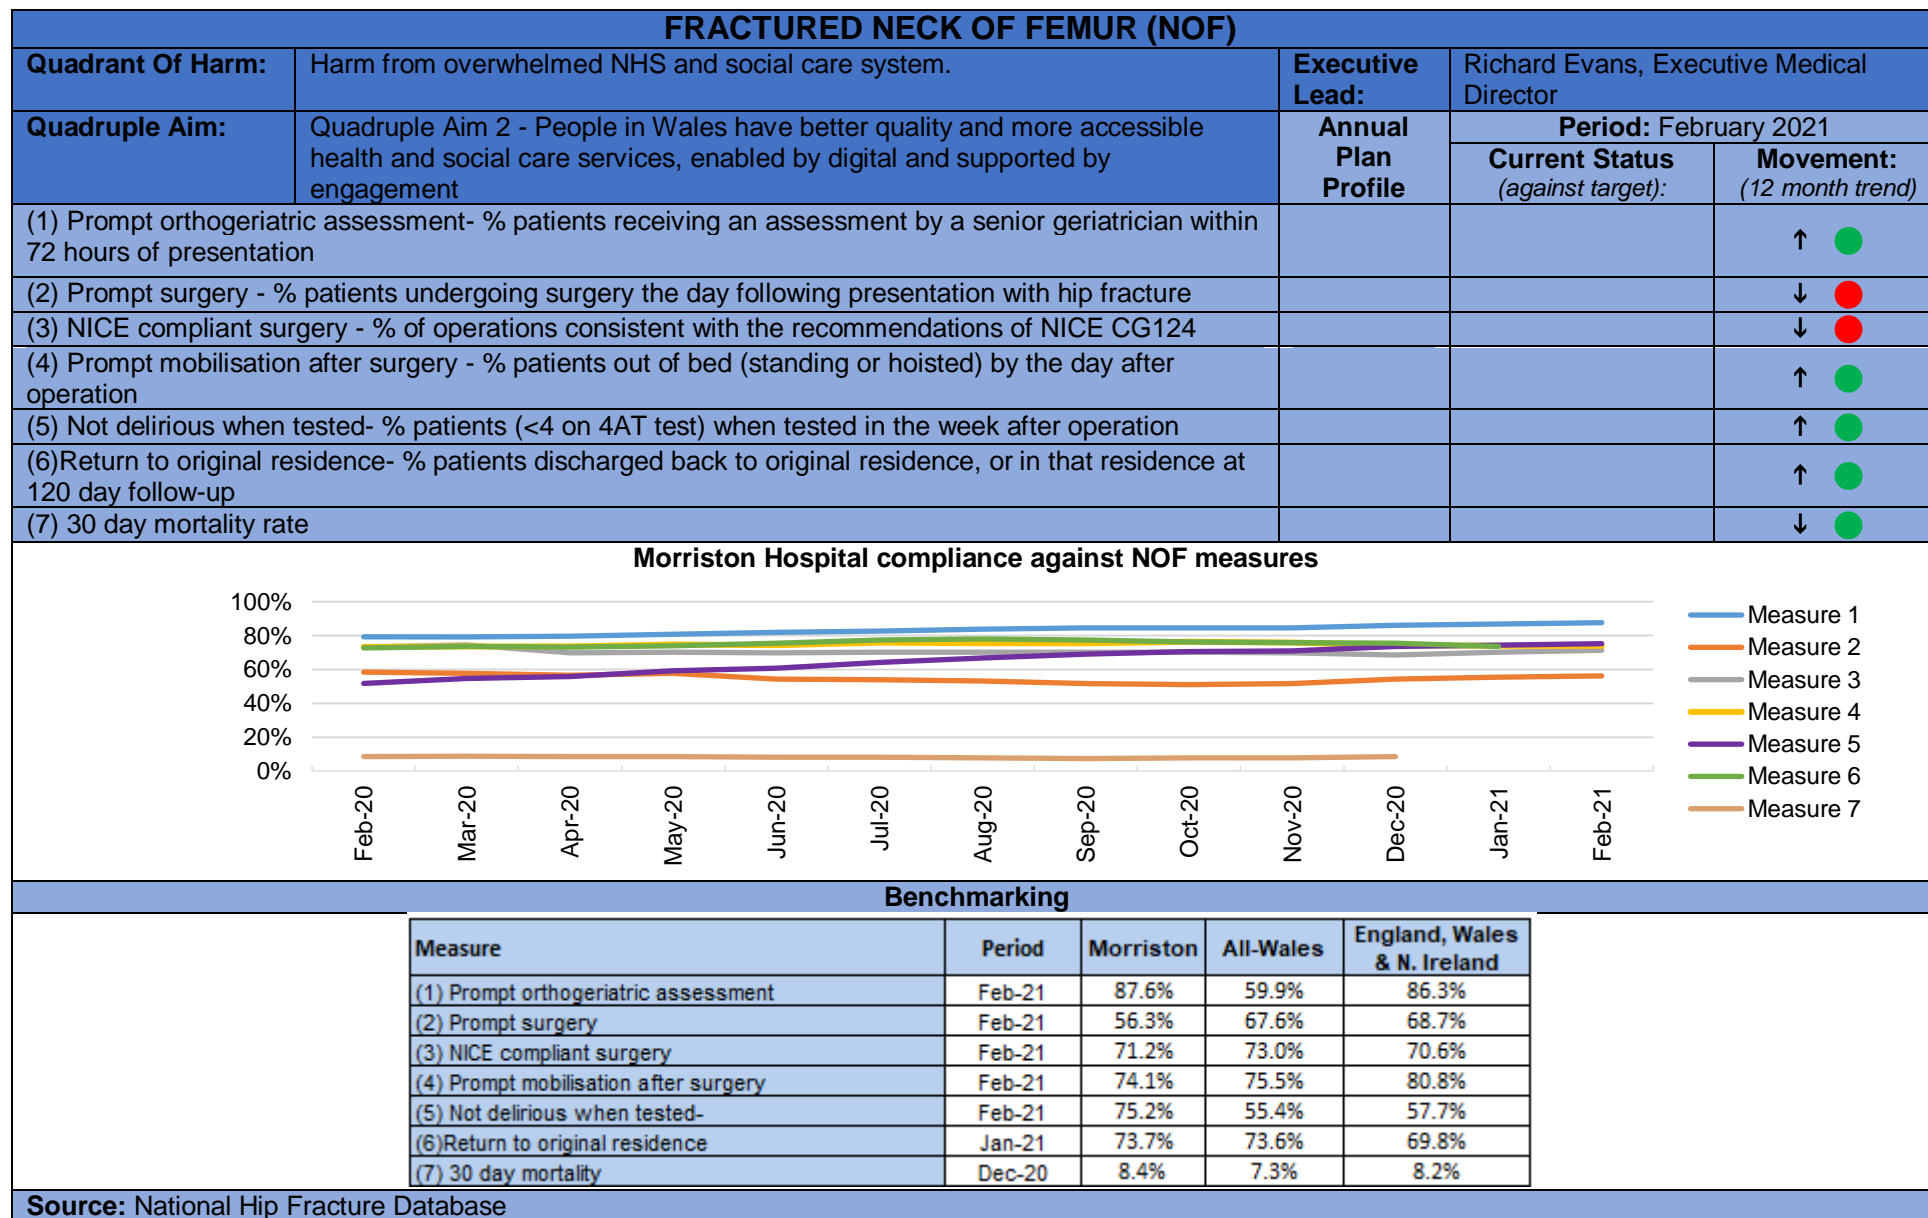 FRACTURED NECK OF FEMUR (NOF)
Quadrant Of Harm:
Harm from overwhelmed NHS and social care system.
Executive
Lead:
Richard Evans, Executive Medical
Director
Quadruple Aim:
Quadruple Aim 2 - People in Wales have better quality and more accessible
health and social care services, enabled by digital and supported by
engagement
Annual
Plan
Profile
Period: February 2021
Current Status
(against target):
Movement:
(12 month trend)
(1) Prompt orthogeriatric assessment- % patients receiving an assessment by a senior geriatrician within
72 hours of presentation
↑
(2) Prompt surgery - % patients undergoing surgery the day following presentation with hip fracture
↓
(3) NICE compliant surgery - % of operations consistent with the recommendations of NICE CG124
↓
(4) Prompt mobilisation after surgery - % patients out of bed (standing or hoisted) by the day after
operation
↑
(5) Not delirious when tested- % patients (<4 on 4AT test) when tested in the week after operation
↑
(6)Return to original residence- % patients discharged back to original residence, or in that residence at
120 day follow-up
↑
(7) 30 day mortality rate
↓
Morriston Hospital compliance against NOF measures
100%
80%
60%
40%
20%
0%
Feb-20
Mar-20
Apr-20
May-20
Jun-20
Jul-20
Aug-20
Sep-20
Oct-20
Nov-20
Dec-20
Jan-21
Feb-21
Measure 1
Measure 2
Measure 3
Measure 4
Measure 5
Measure 6
Measure 7
Benchmarking
Measure Period Morriston All-Wales England, Wales
& N. Ireland
(1) Prompt orthogeriatric assessment Feb-21 87.6% 59.9% 86.3%
(2) Prompt surgery Feb-21 56.3% 67.6% 68.7%
(3) NICE compliant surgery Feb-21 71.2% 73.0% 70.6%
(4) Prompt mobilisation after surgery Feb-21 74.1% 75.5% 80.8%
(5) Not delirious when tested- Feb-21 75.2% 55.4% 57.7%
(6)Return to original residence Jan-21 73.7% 73.6% 69.8%
(7) 30 day mortality Dec-20 8.4% 7.3% 8.2%
Source: National Hip Fracture Database